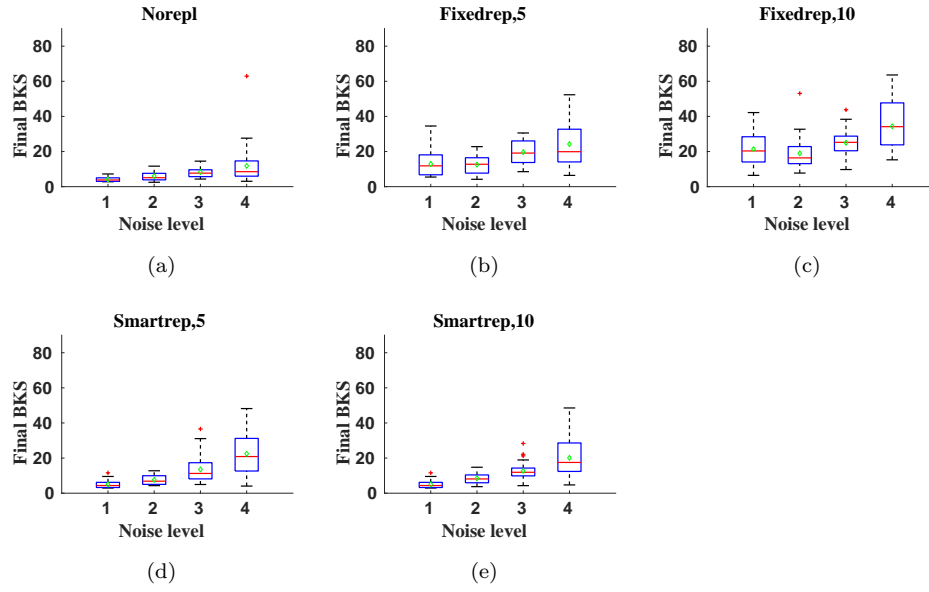 Norepl
Fixedrep,5
Fixedrep,10
Final BKS
80
60
40
20
0
1 2 3 4
Noise level
(a)
Final BKS
80
60
40
20
0
1 2 3 4
Noise level
(b)
Final BKS
80
60
40
20
0
1 2 3 4
Noise level
(c)
Smartrep,5
Smartrep,10
Final BKS
80
60
40
20
0
1 2 3 4
Noise level
(d)
Final BKS
80
60
40
20
0
1 2 3 4
Noise level
(e)